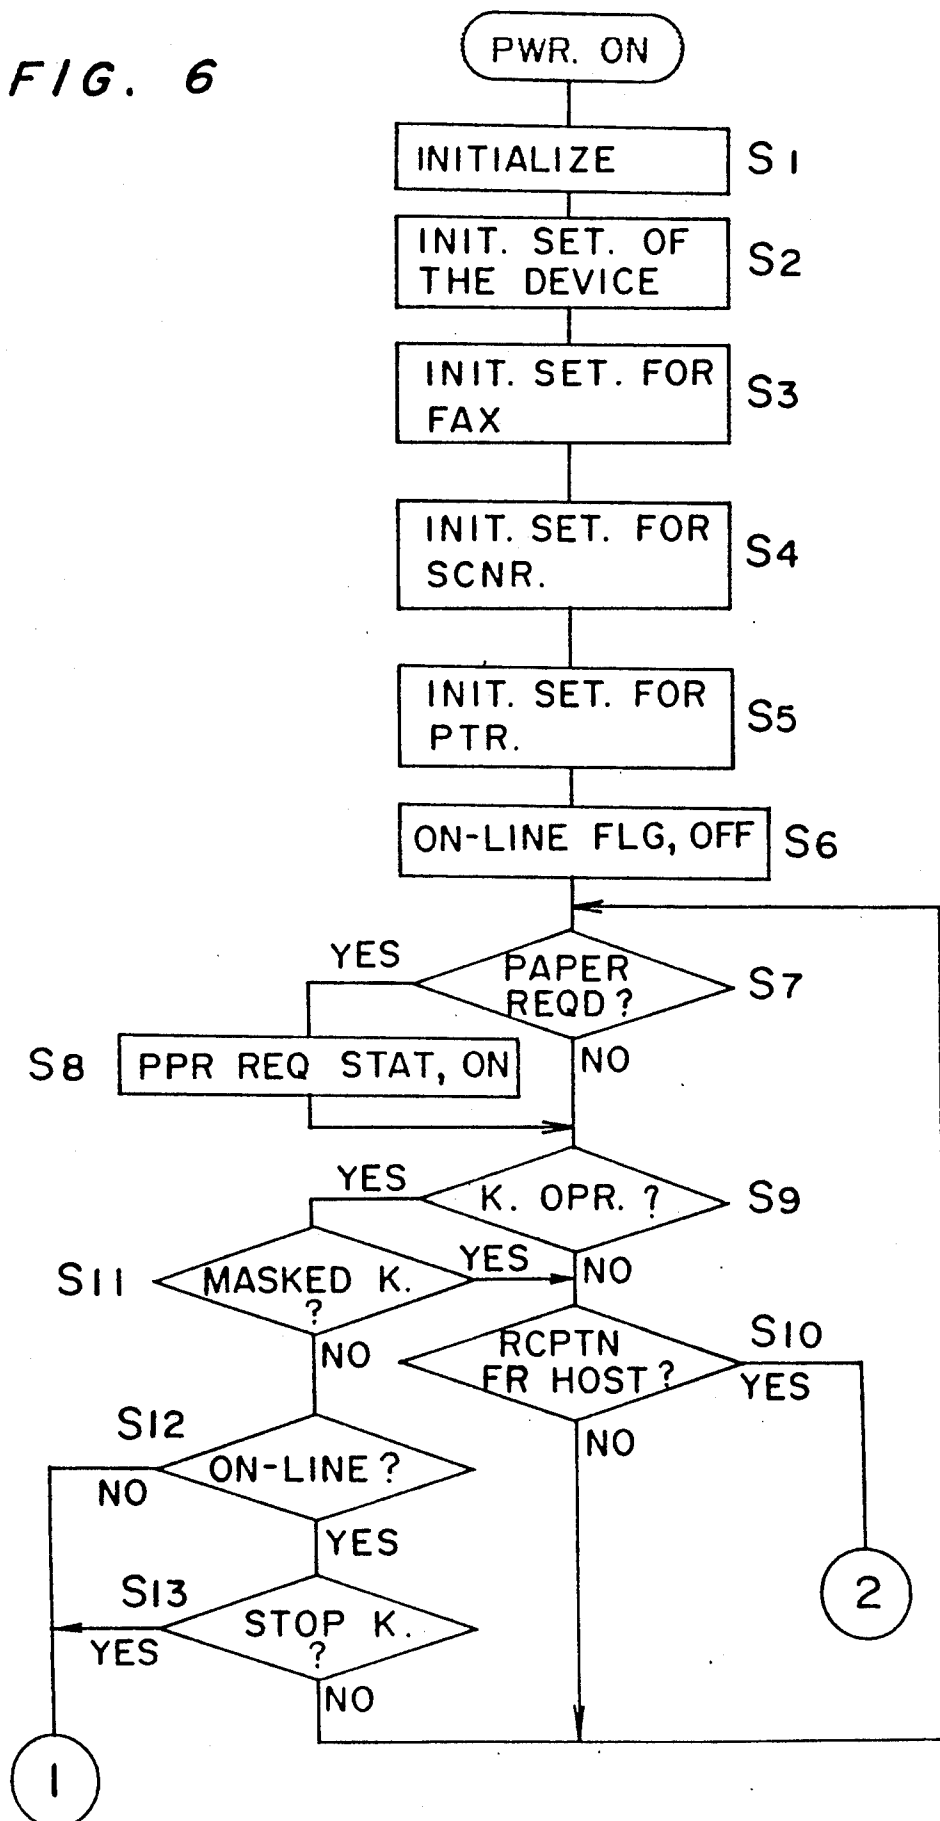 FIG. 6
PWR. ON
INITIALIZE
S1
INIT. SET. OF
THE DEVICE
S2
INIT. SET. FOR
FAX
S3
INIT. SET. FOR
SCNR.
S4
INIT. SET. FOR
PTR.
S5
ON-LINE FLG, OFF
S6
YES
PAPER
REQD?
S7
S8
PPR REQ STAT, ON
NO
YES
K. OPR. ?
S9
S11
MASKED K.
?
YES
NO
NO
RCPTN
FR HOST?
S10
YES
NO
S12
ON-LINE?
NO
YES
S13
STOP K.
?
YES
NO
2
1